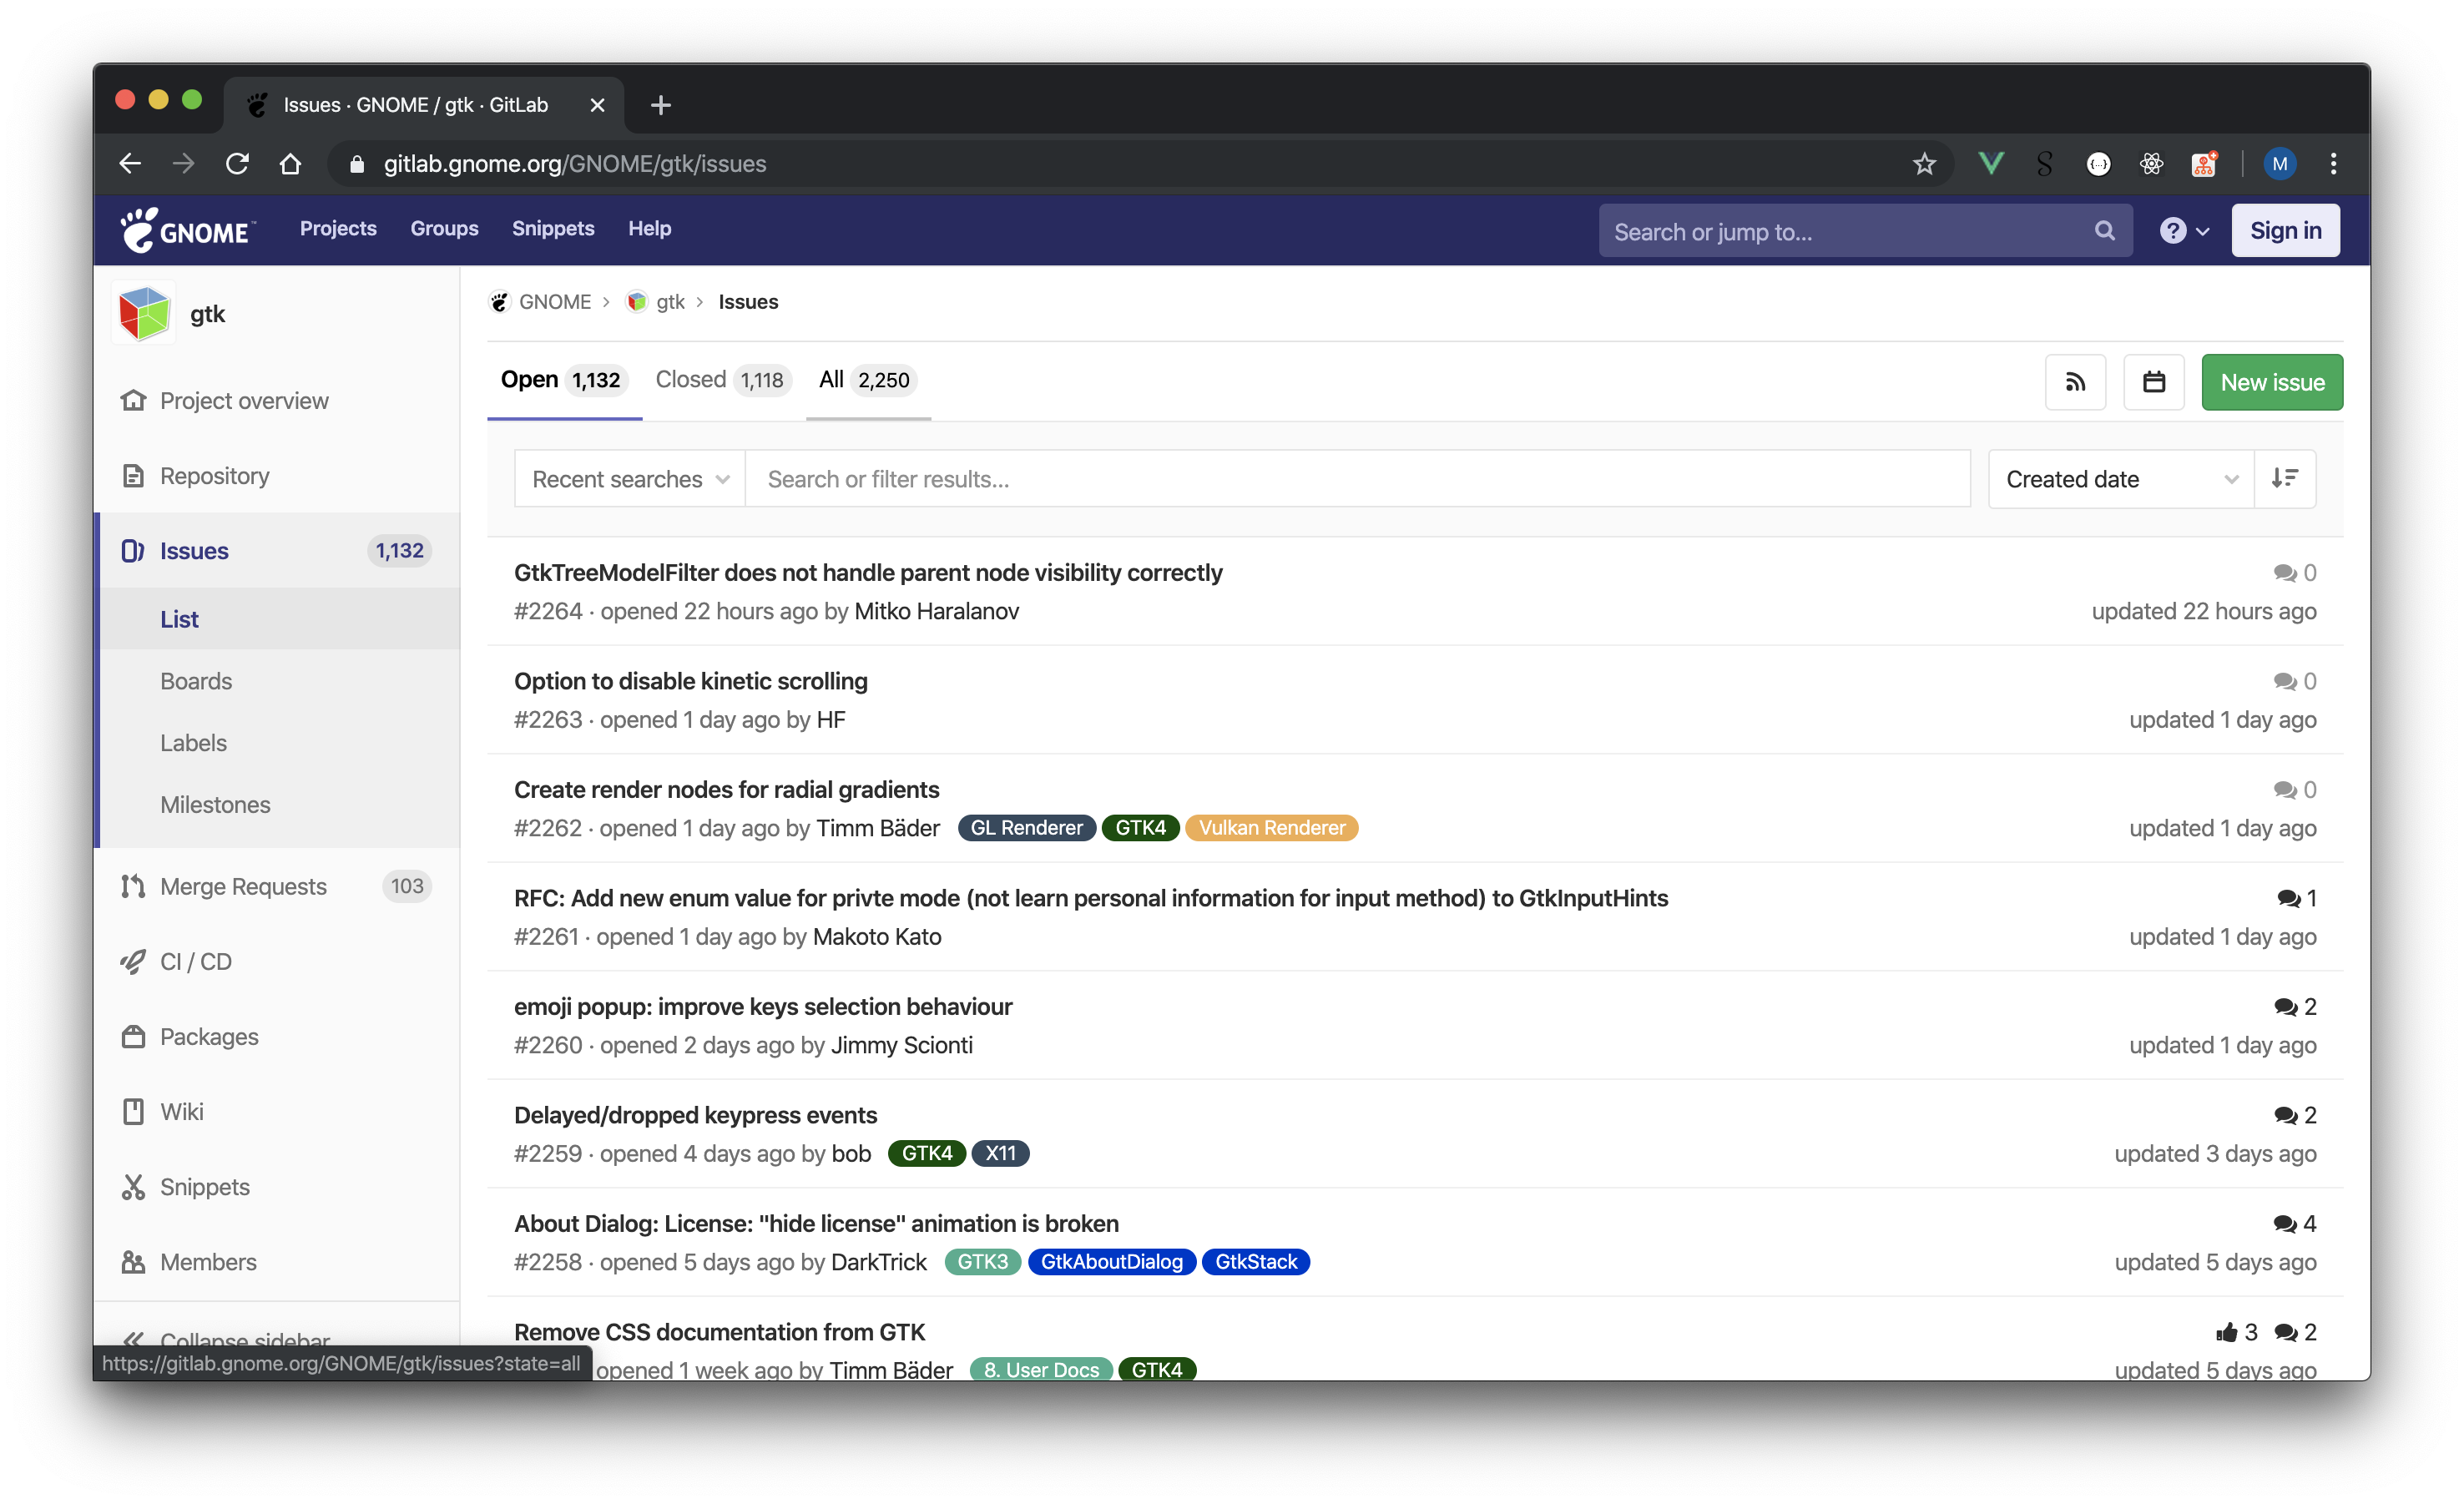 Issues · GNOME / gtk · GitLab
gitlab.gnome.org/GNOME/gtk/issues
M
GNOME™
Projects
Groups
Snippets
Help
Search or jump to...
Sign in
gtk
Project overview
Repository
Issues 1,132
List
Boards
Labels
Milestones
Merge Requests 103
CI / CD
Packages
Wiki
Snippets
Members
Collapse sidebar
https://gitlab.gnome.org/GNOME/gtk/issues?state=all
GNOME > gtk > Issues
Open 1,132 Closed 1,118 All 2,250
New issue
Recent searches
Search or filter results...
Created date
GtkTreeModelFilter does not handle parent node visibility correctly 0
#2264 · opened 22 hours ago by Mitko Haralanov updated 22 hours ago
Option to disable kinetic scrolling 0
#2263 · opened 1 day ago by HF updated 1 day ago
Create render nodes for radial gradients 0
#2262 · opened 1 day ago by Timm Bäder GL Renderer GTK4 Vulkan Renderer updated 1 day ago
RFC: Add new enum value for privte mode (not learn personal information for input method) to GtkInputHints 1
#2261 · opened 1 day ago by Makoto Kato updated 1 day ago
emoji popup: improve keys selection behaviour 2
#2260 · opened 2 days ago by Jimmy Scionti updated 1 day ago
Delayed/dropped keypress events 2
#2259 · opened 4 days ago by bob GTK4 X11 updated 3 days ago
About Dialog: License: "hide license" animation is broken 4
#2258 · opened 5 days ago by DarkTrick GTK3 GtkAboutDialog GtkStack updated 5 days ago
Remove CSS documentation from GTK 3 2
opened 1 week ago by Timm Bäder 8. User Docs GTK4 updated 5 days ago